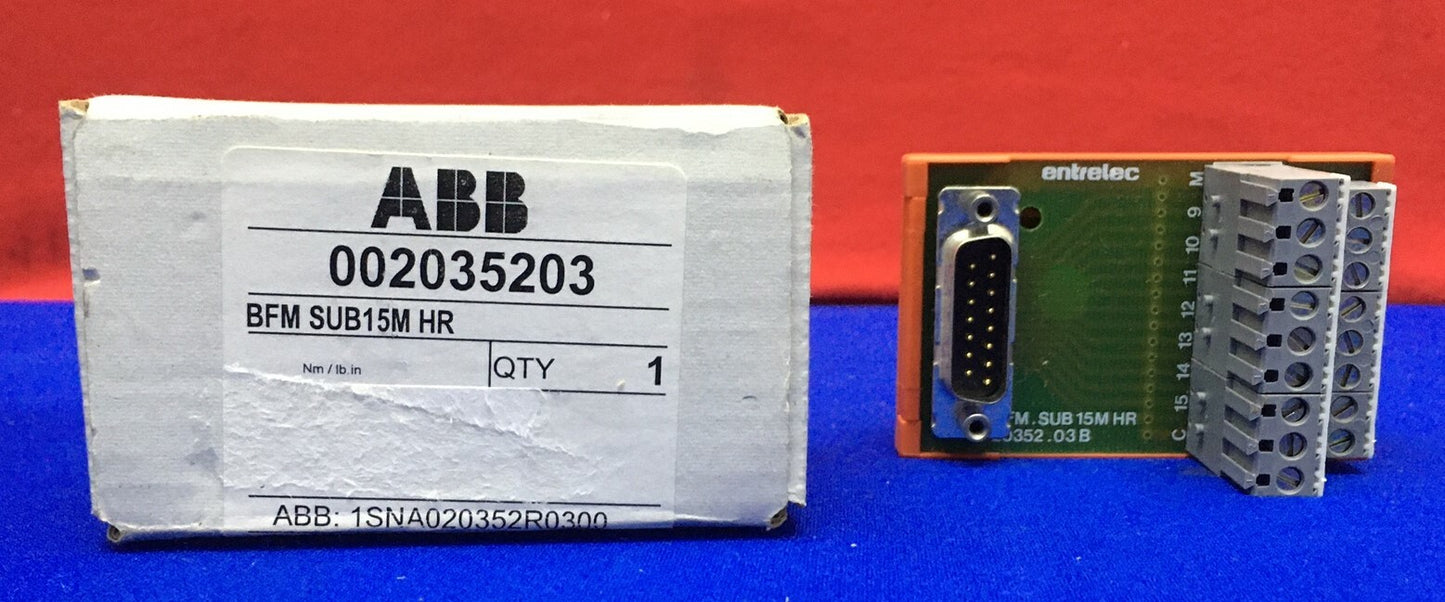 ABB
002035203
BFM SUB15M HR
Nm / lb.in
QTY 1
ABB: 1SNA020352R0300
entrelec
M
9
10
11
12
13
14
15
C
FM.SUB 15M HR
20352.03 B